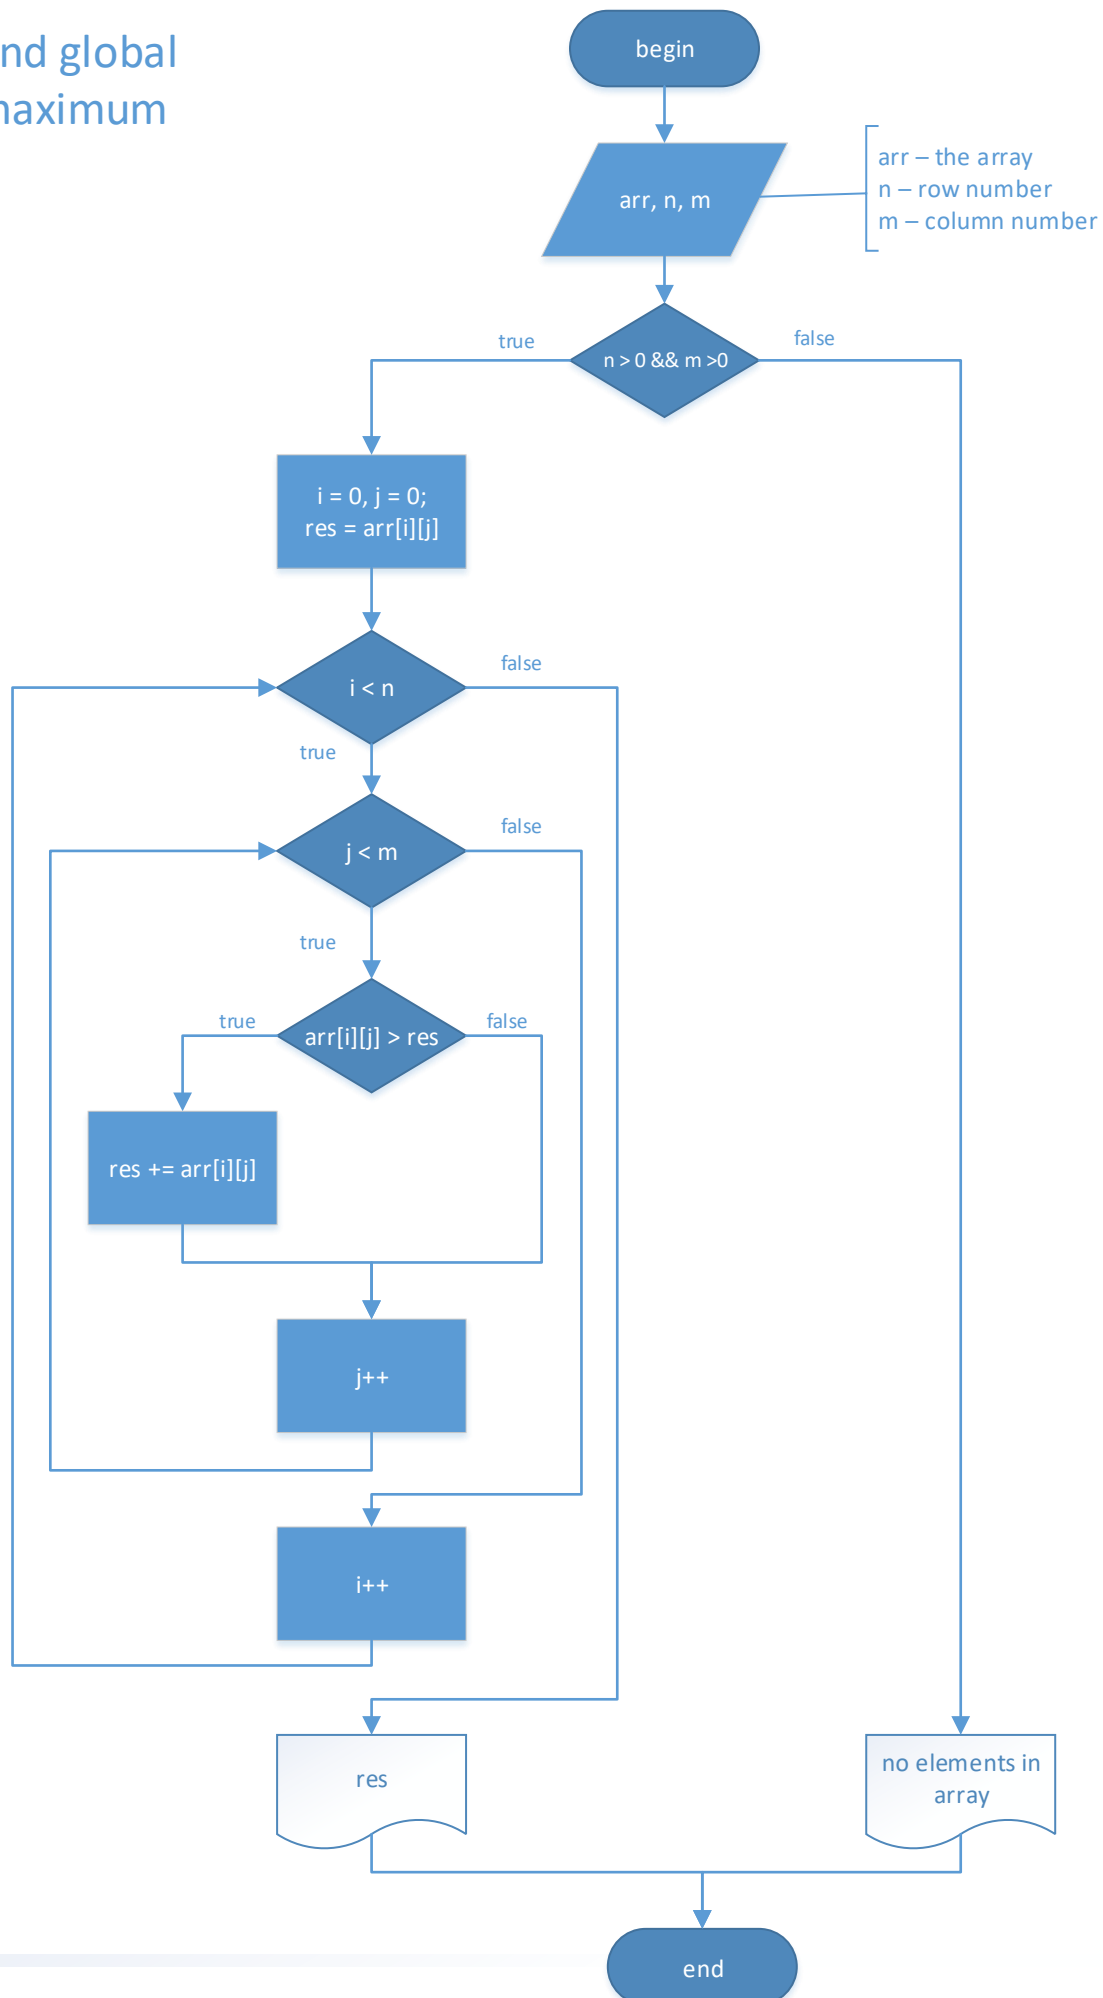 nd global
naximum
begin
arr, n, m
arr – the array
n – row number
m – column number
n > 0 && m >0
true
false
i = 0, j = 0;
res = arr[i][j]
i < n
false
true
j < m
false
true
arr[i][j] > res
true
false
res += arr[i][j]
j++
i++
res
no elements in
array
end